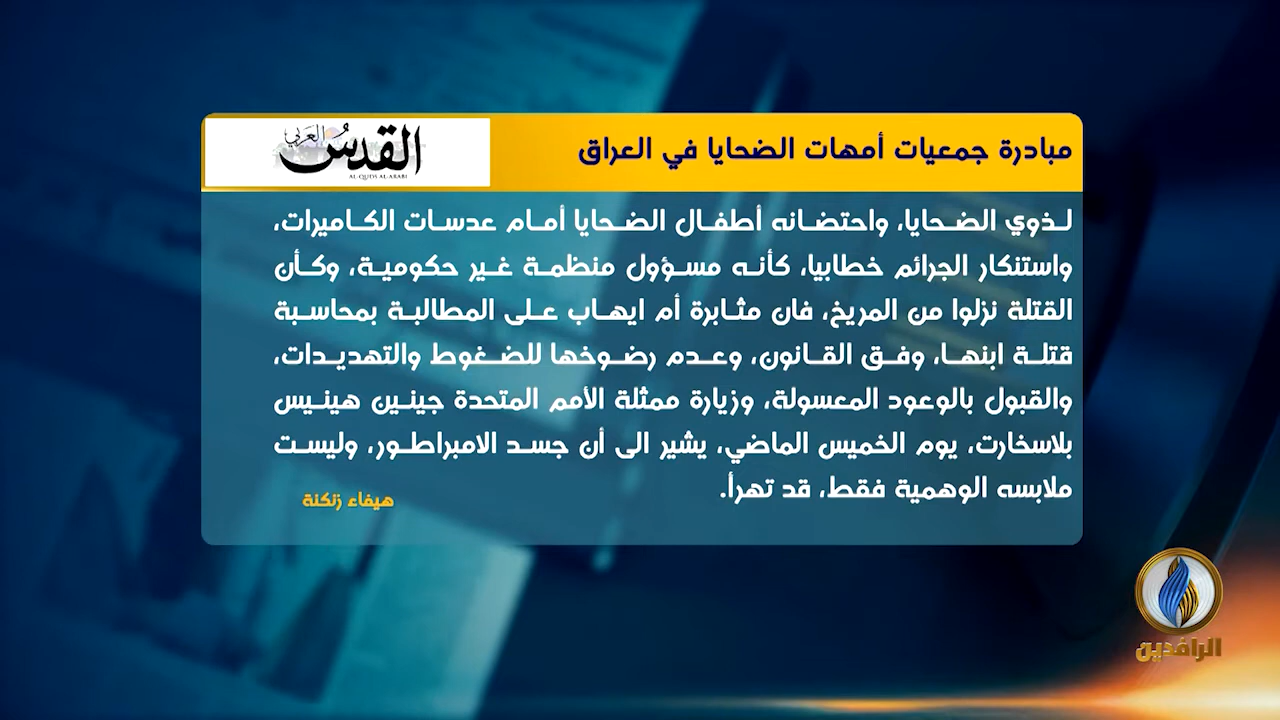 مبادرة جمعيات أمهات الضحايا في العراق
القدس العربي
AL-QUDS AL-ARABI
لذوي الضحايا، واحتضانه أطفال الضحايا أمام عدسات الكاميرات،
واستنكار الجرائم خطابيا، كأنه مسؤول منظمة غير حكومية، وكأن
القتلة نزلوا من المريخ، فان مثابرة أم ايهاب على المطالبة بمحاسبة
قتلة ابنها، وفق القانون، وعدم رضوخها للضغوط والتهديدات،
والقبول بالوعود المعسولة، وزيارة ممثلة الأمم المتحدة جينين هينيس
بلاسخارت، يوم الخميس الماضي، يشير الى أن جسد الامبراطور، وليست
ملابسه الوهمية فقط، قد تهرأ.
هيفاء زنكنة
الرافدين